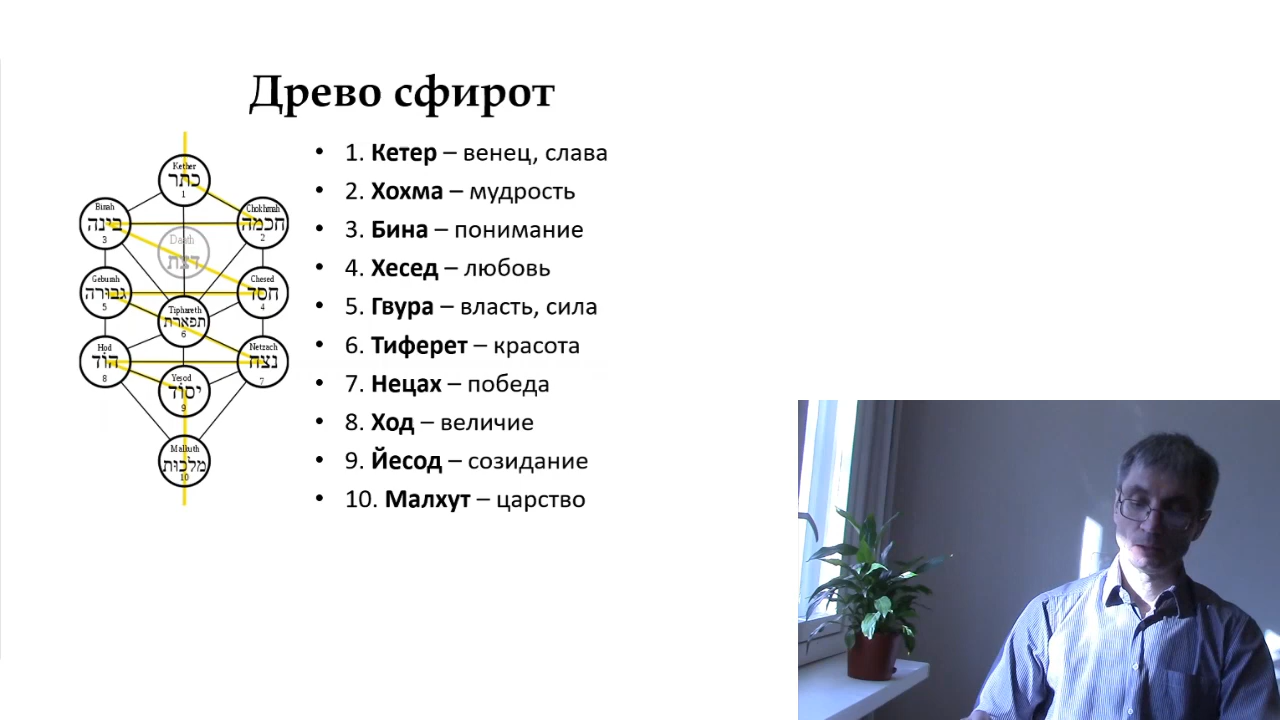 Древо сфирот
Kether
כתר
1
Binah
בינה
3
Chokhmah
חכמה
2
Daath
דעת
Geburah
גבורה
5
Chesed
חסד
4
Tiphareth
תפארת
6
Hod
הוד
8
Netzach
נצח
7
Yesod
יסוד
9
Malkuth
מלכות
10
• 1. Кетер – венец, слава
• 2. Хохма – мудрость
• 3. Бина – понимание
• 4. Хесед – любовь
• 5. Гвура – власть, сила
• 6. Тиферет – красота
• 7. Нецах – победа
• 8. Ход – величие
• 9. Йесод – созидание
• 10. Малхут – царство